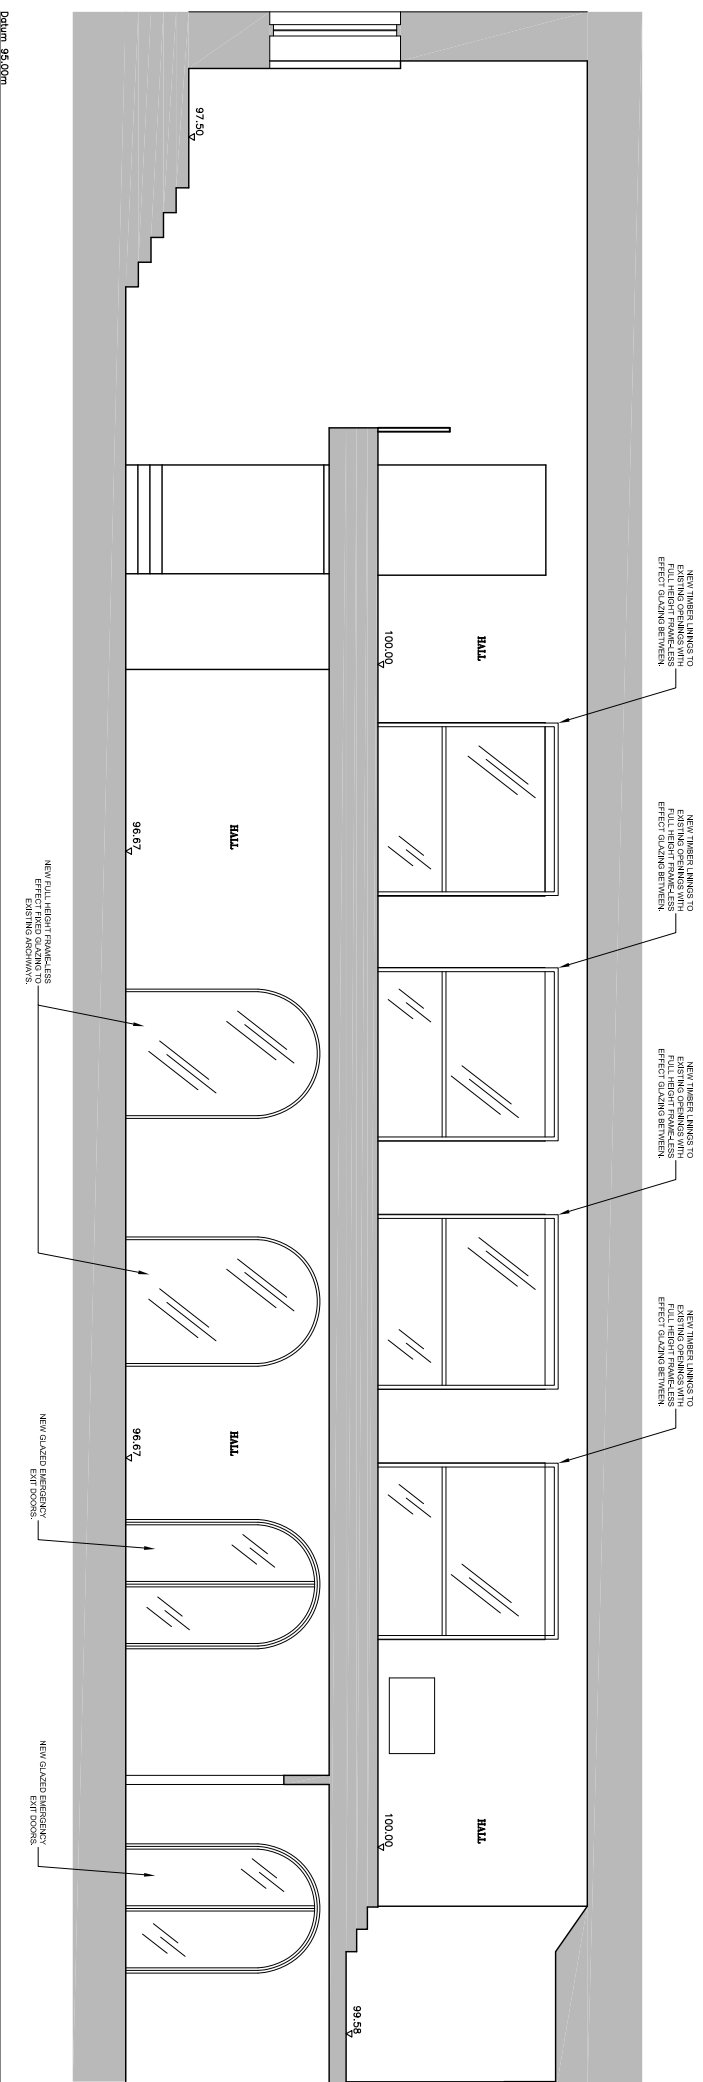 NEW TIMBER LININGS TO
EXISTING OPENINGS WITH
FULL HEIGHT FRAME-LESS
EFFECT GLAZING BETWEEN.
NEW TIMBER LININGS TO
EXISTING OPENINGS WITH
FULL HEIGHT FRAME-LESS
EFFECT GLAZING BETWEEN.
NEW TIMBER LININGS TO
EXISTING OPENINGS WITH
FULL HEIGHT FRAME-LESS
EFFECT GLAZING BETWEEN.
NEW TIMBER LININGS TO
EXISTING OPENINGS WITH
FULL HEIGHT FRAME-LESS
EFFECT GLAZING BETWEEN.
HALL
HALL
100.00
100.00
99.58
97.50
HALL
HALL
96.67
96.67
NEW FULL HEIGHT FRAME-LESS
EFFECT FIXED GLAZING TO
EXISTING ARCHWAYS.
NEW GLAZED EMERGENCY
EXIT DOORS.
NEW GLAZED EMERGENCY
EXIT DOORS.
Datum 95.00m